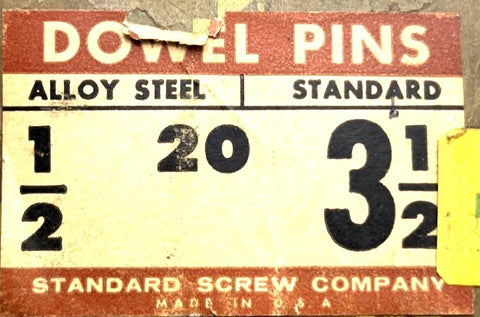 DOWEL PINS
ALLOY STEEL | STANDARD
1/2 20 3 1/2
STANDARD SCREW COMPANY
MADE IN U.S.A